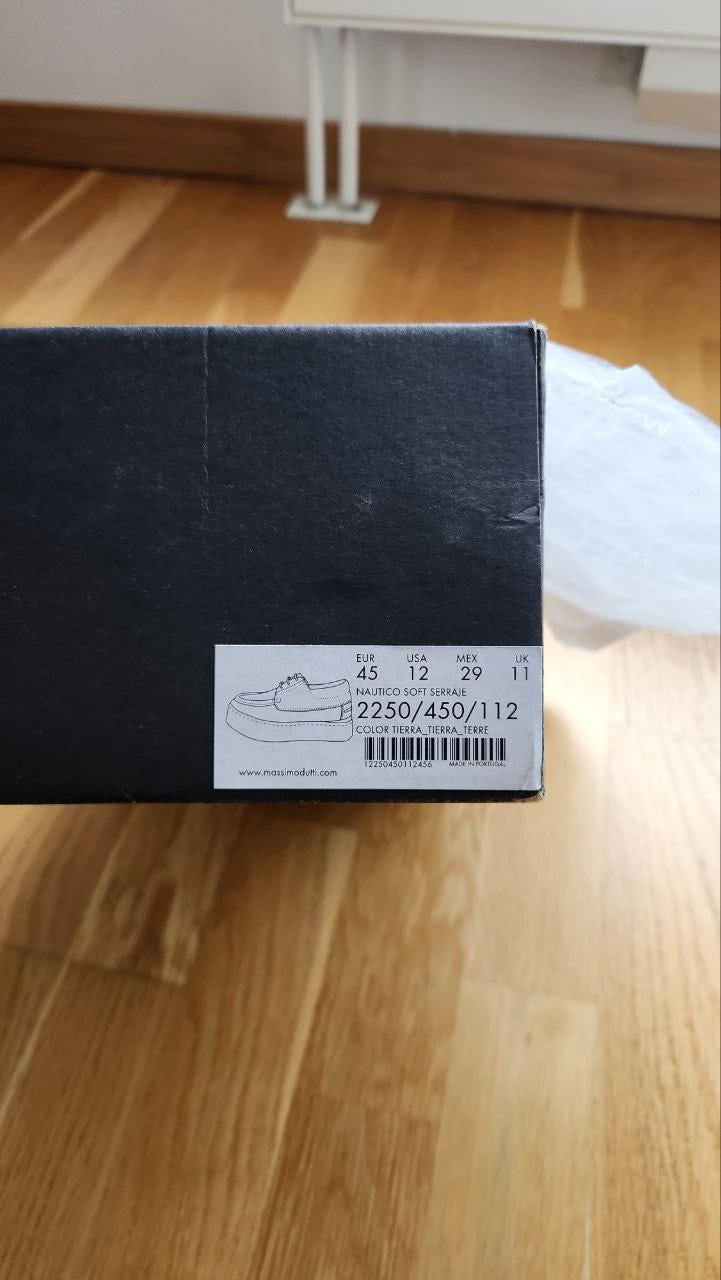 EUR USA MEX UK
45 12 29 11
NAUTICO SOFT SERRAJE
2250/450/112
COLOR TIERRA_TIERRA_TERRE
12250450112456 MADE IN PORTUGAL
www.massimodutti.com